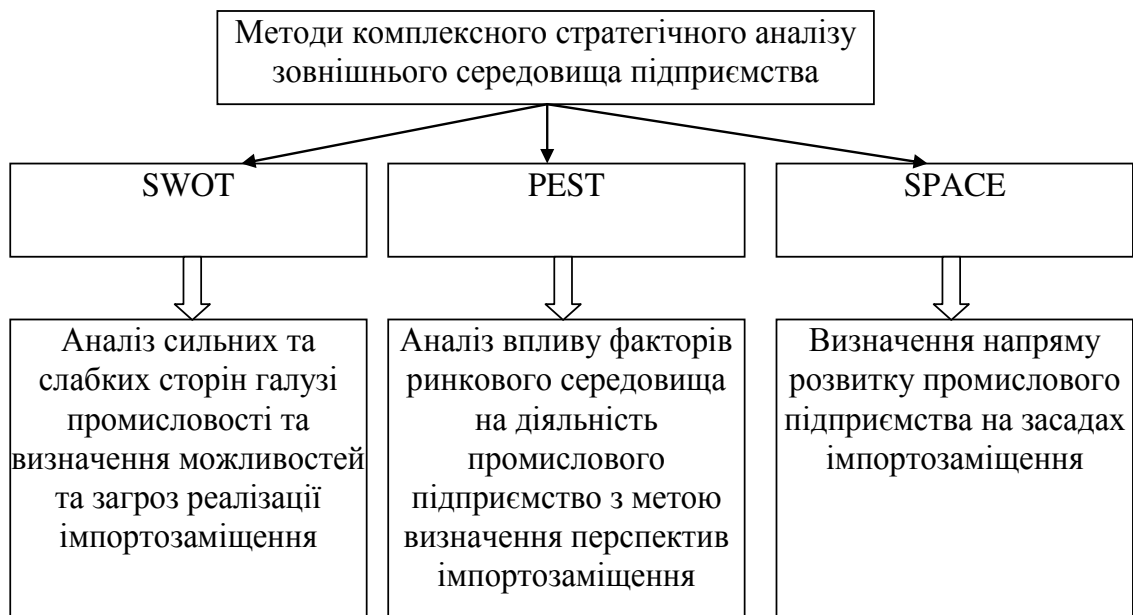 Методи комплексного стратегічного аналізу
зовнішнього середовища підприємства
SWOT
PEST
SPACE
Аналіз сильних та
слабких сторін галузі
промисловості та
визначення можливостей
та загроз реалізації
імпортозаміщення
Аналіз впливу факторів
ринкового середовища
на діяльність
промислового
підприємство з метою
визначення перспектив
імпортозаміщення
Визначення напряму
розвитку промислового
підприємства на засадах
імпортозаміщення